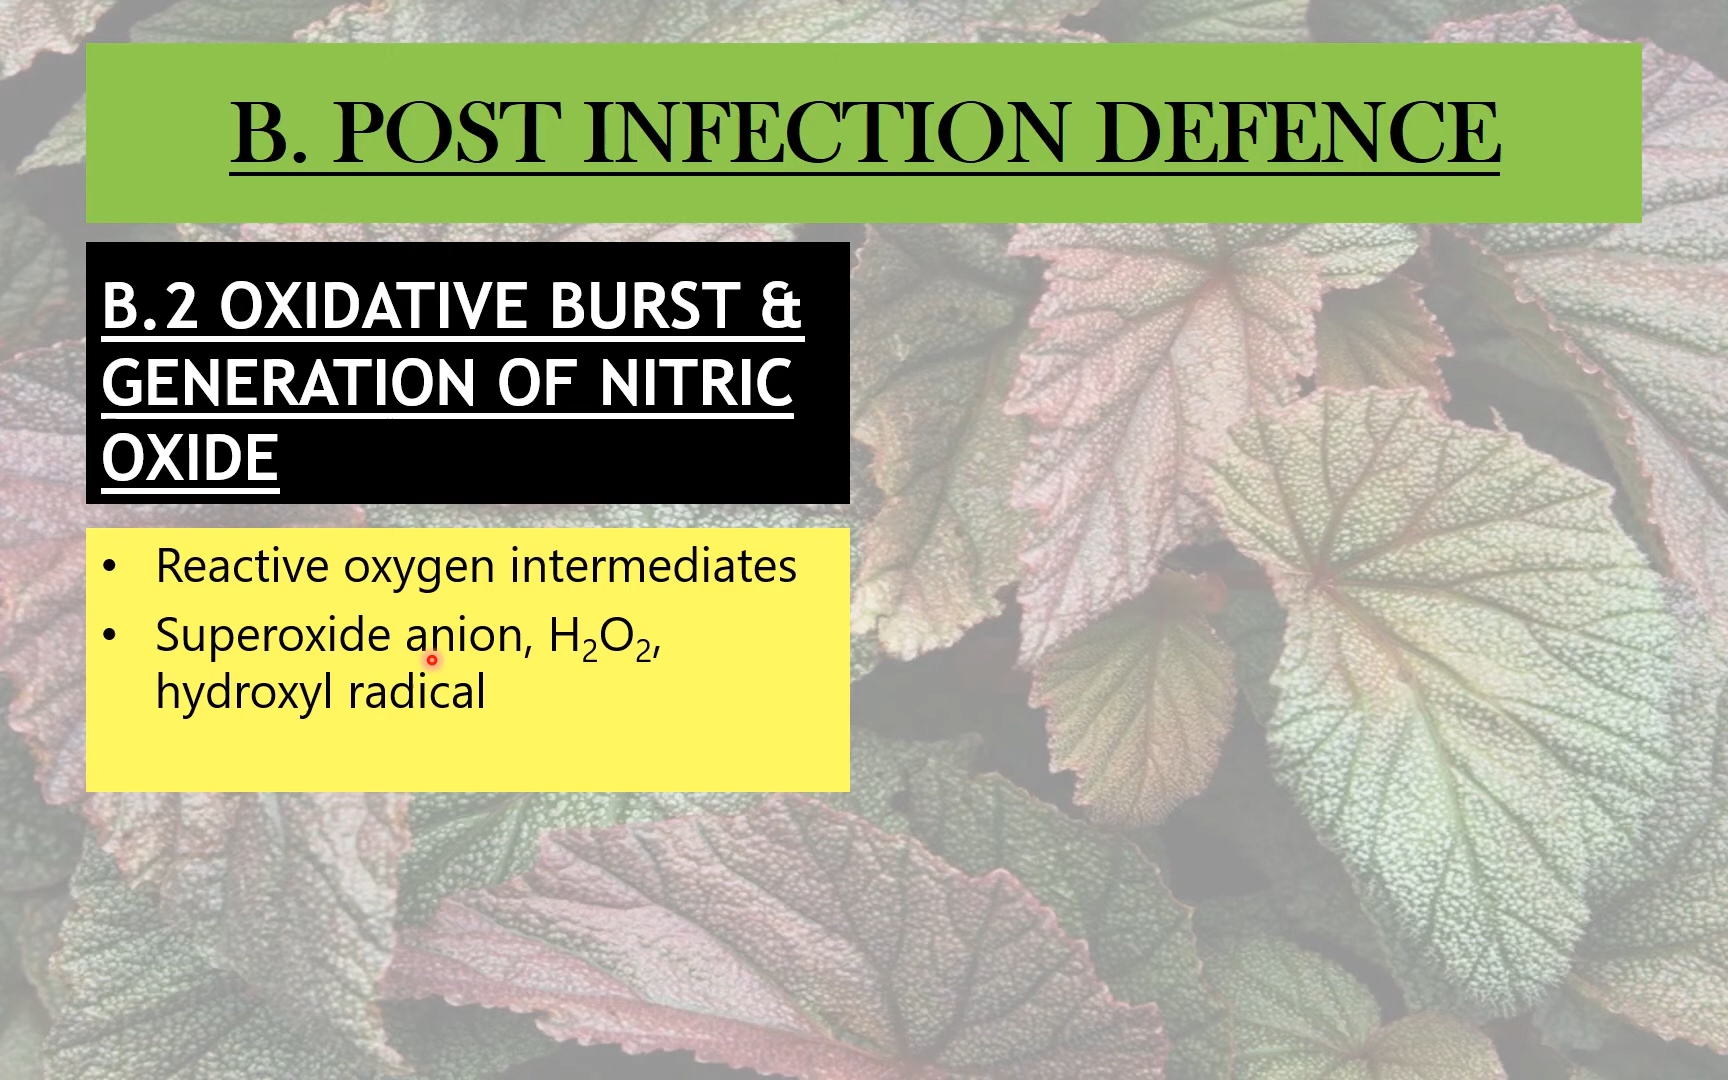 B. POST INFECTION DEFENCE
B.2 OXIDATIVE BURST &
GENERATION OF NITRIC
OXIDE
• Reactive oxygen intermediates
• Superoxide anion, H₂O₂,
hydroxyl radical